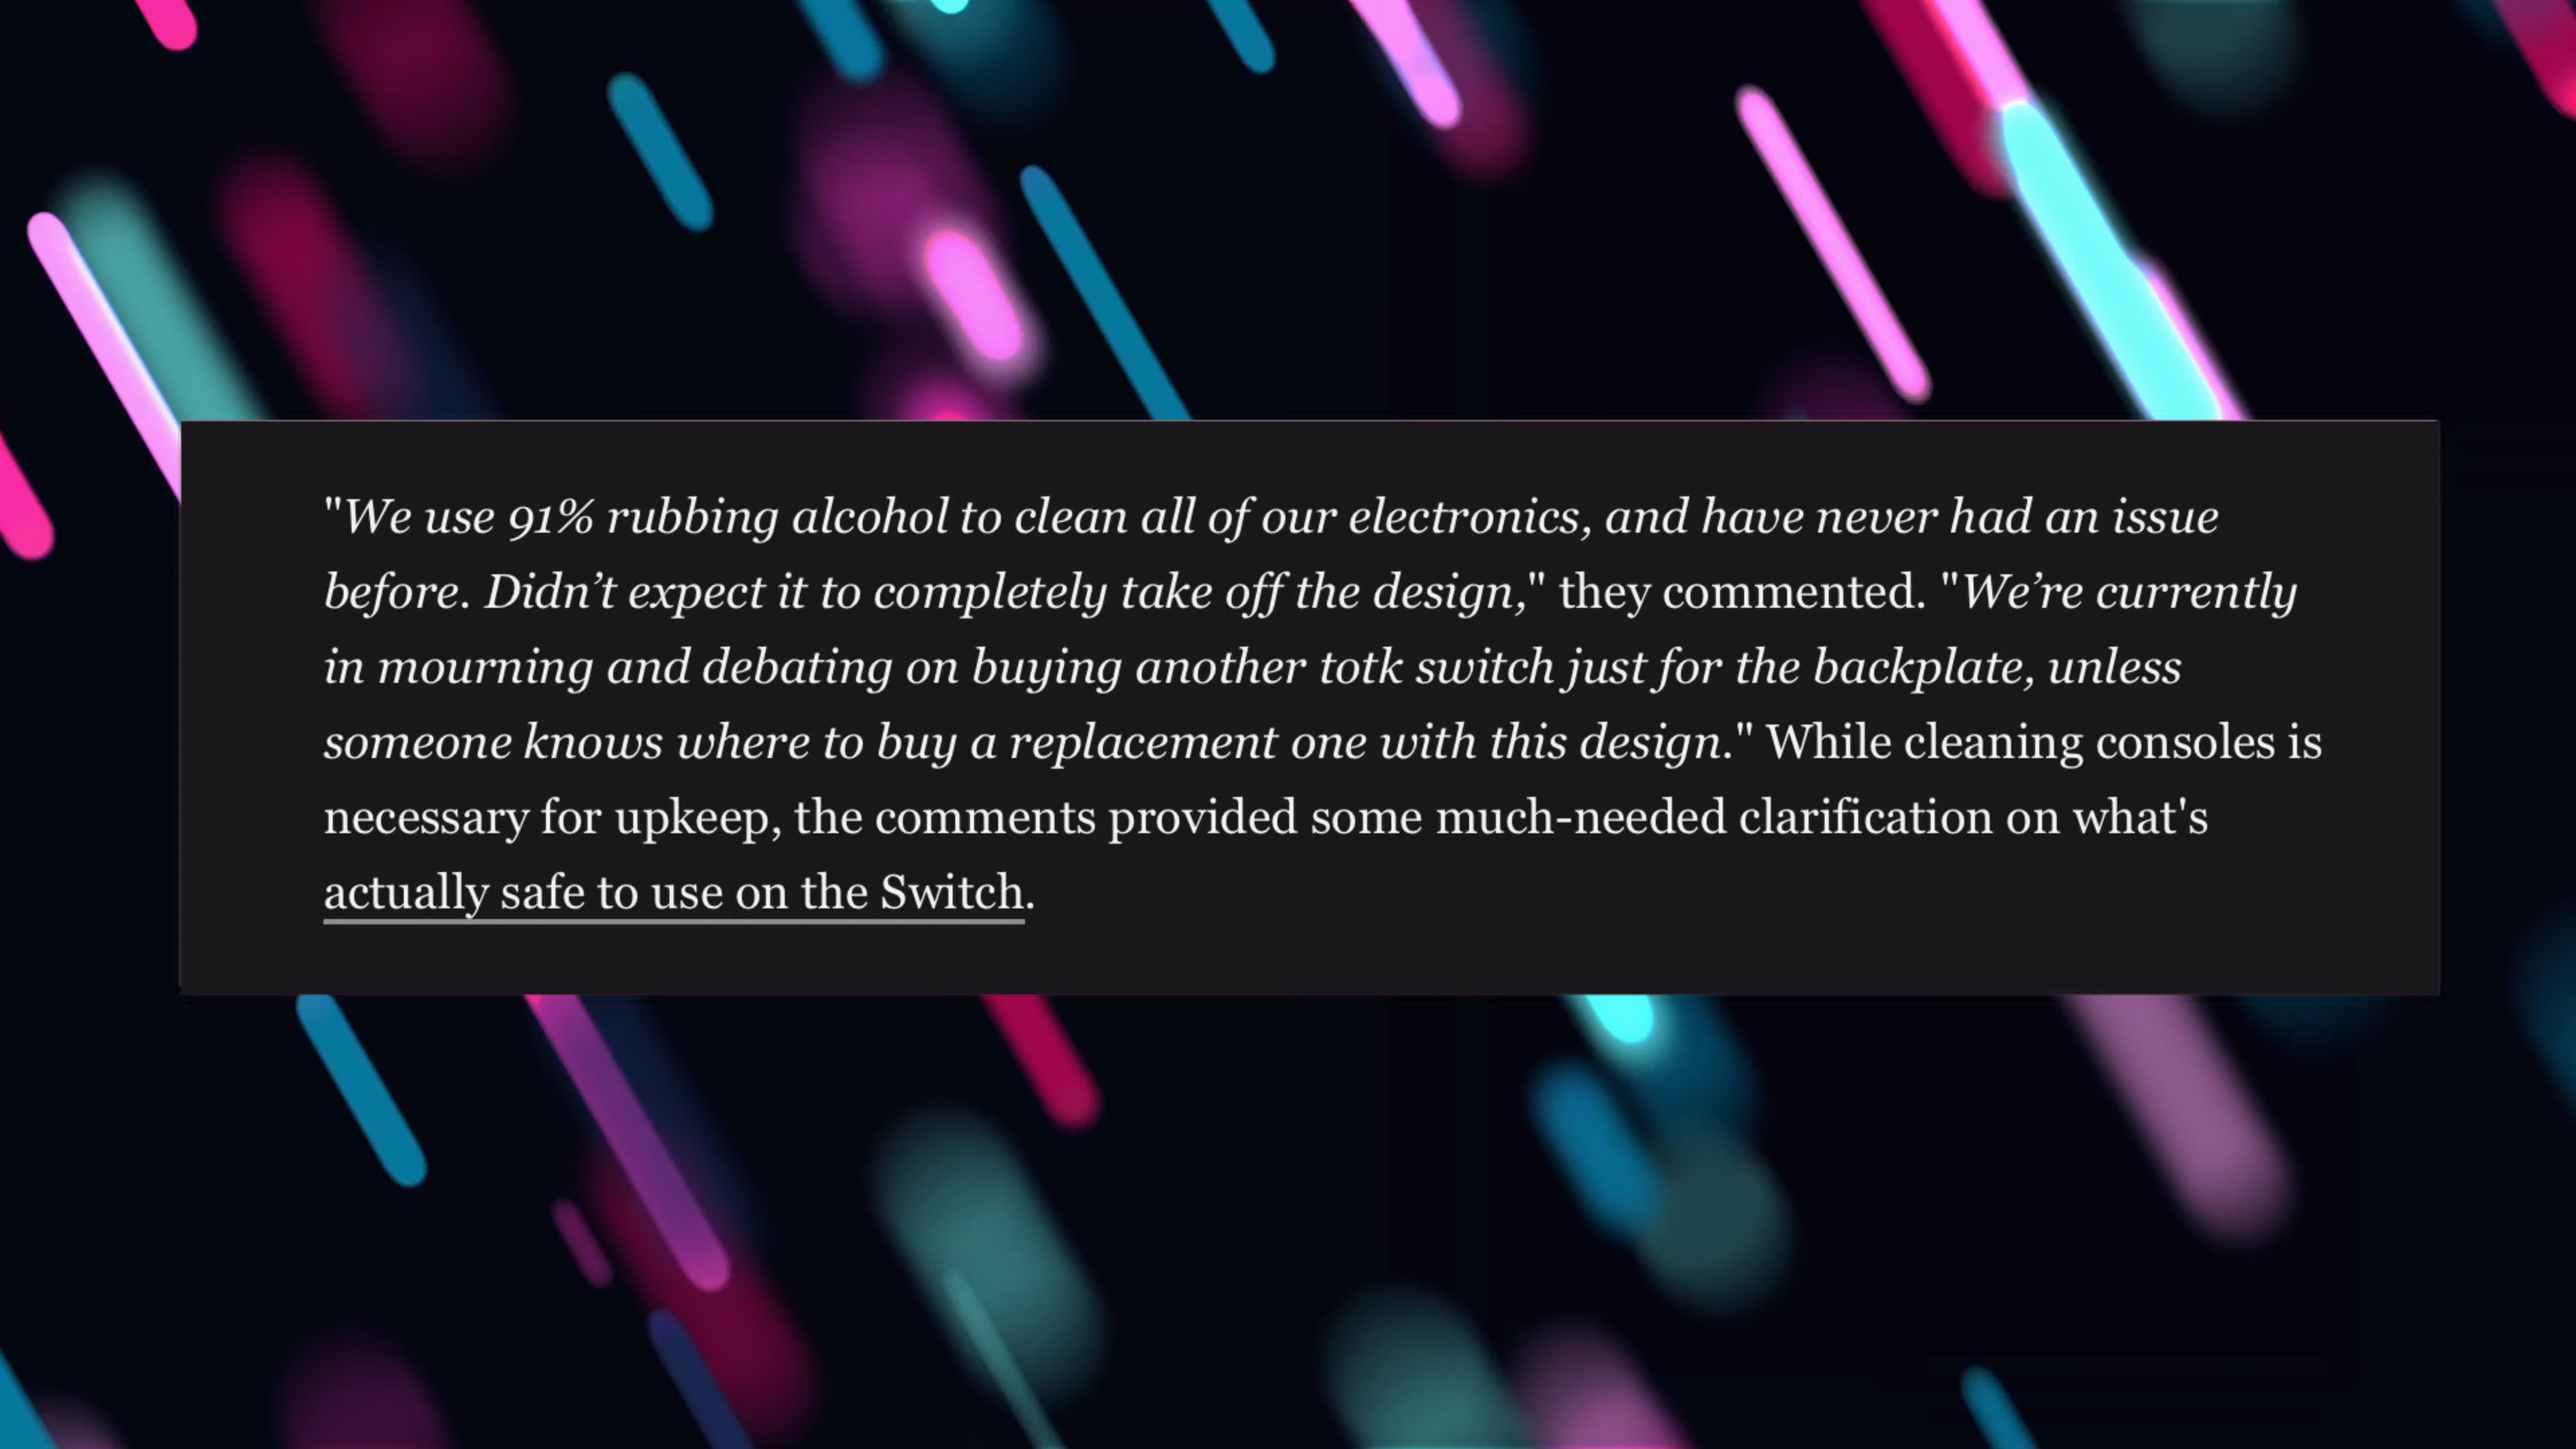 "We use 91% rubbing alcohol to clean all of our electronics, and have never had an issue
before. Didn’t expect it to completely take off the design," they commented. "We’re currently
in mourning and debating on buying another totk switch just for the backplate, unless
someone knows where to buy a replacement one with this design." While cleaning consoles is
necessary for upkeep, the comments provided some much-needed clarification on what's
actually safe to use on the Switch.